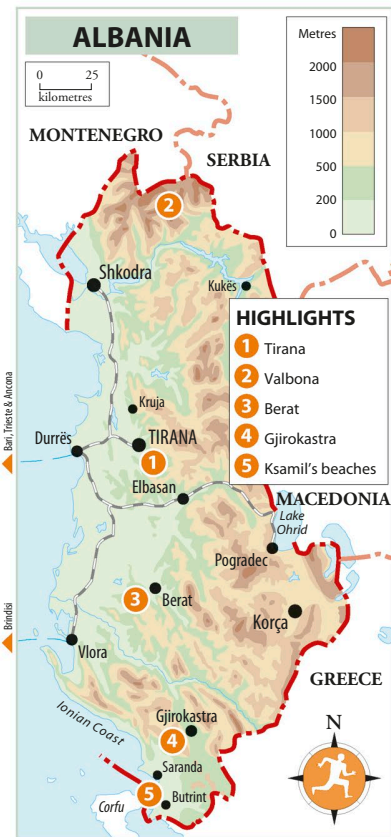 ALBANIA
0 25
kilometres
Metres
2000
1500
1000
500
200
0
MONTENEGRO
SERBIA
2
Shkodra
Kukës
HIGHLIGHTS
1 Tirana
2 Valbona
3 Berat
4 Gjirokastra
5 Ksamil's beaches
Kruja
Bari, Trieste & Ancona
Durrës
TIRANA
1
Elbasan
MACEDONIA
Lake
Ohrid
Pogradec
3
Berat
Korça
Brindisi
Vlora
GREECE
Ionian Coast
Gjirokastra
4
N
Saranda
5
Corfu
Butrint